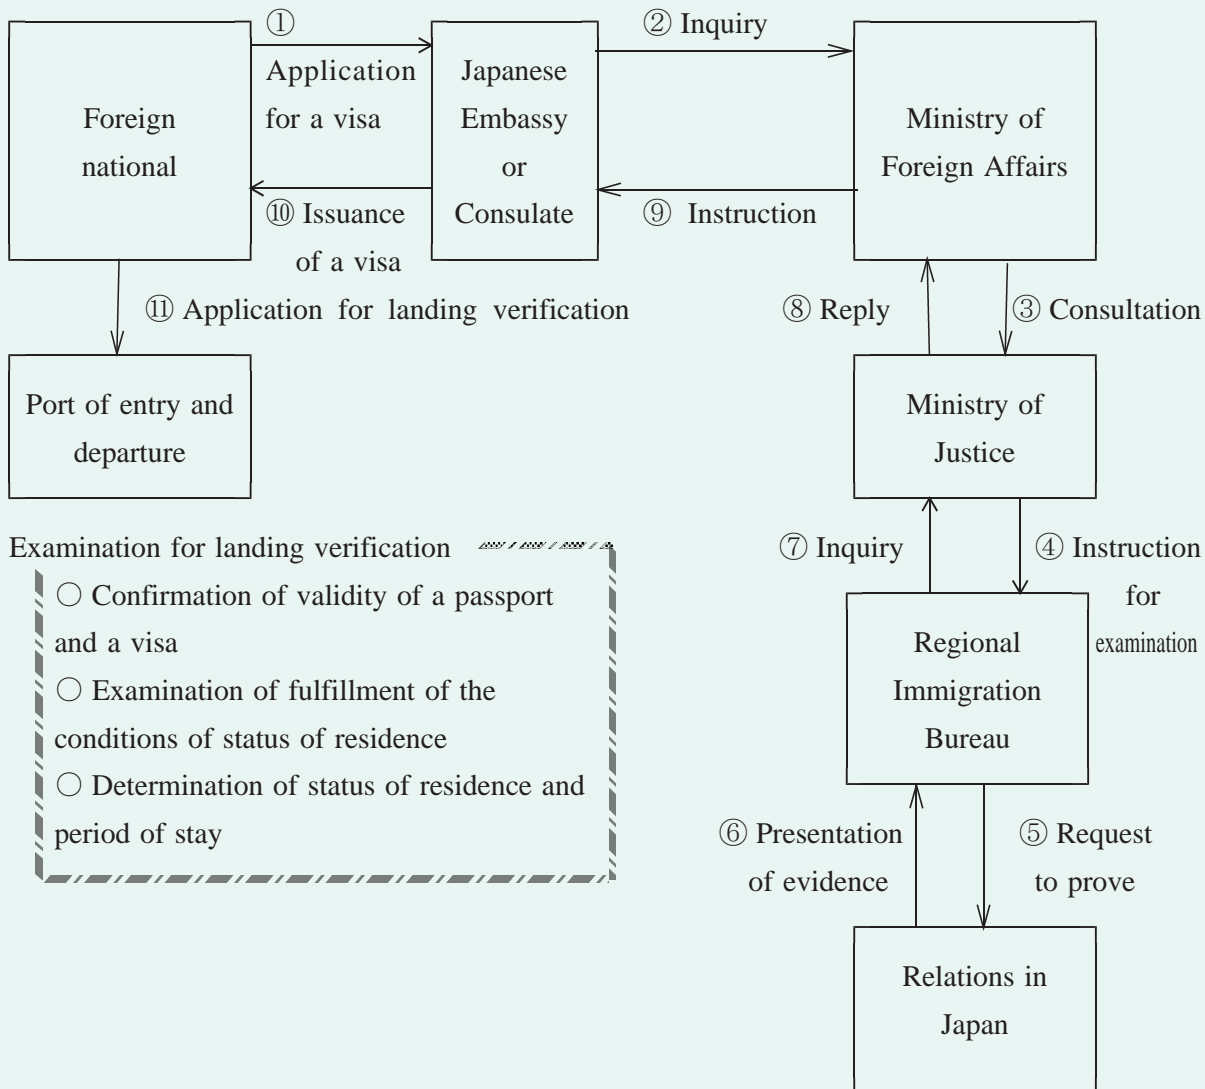 ①
Application
for a visa
② Inquiry
Foreign
national
Japanese
Embassy
or
Consulate
Ministry of
Foreign Affairs
⑩ Issuance
of a visa
⑨ Instruction
⑪ Application for landing verification
⑧ Reply
③ Consultation
Port of entry and
departure
Ministry of
Justice
Examination for landing verification
○ Confirmation of validity of a passport
and a visa
○ Examination of fulfillment of the
conditions of status of residence
○ Determination of status of residence and
period of stay
⑦ Inquiry
④ Instruction
for
examination
Regional
Immigration
Bureau
⑥ Presentation
of evidence
⑤ Request
to prove
Relations in
Japan